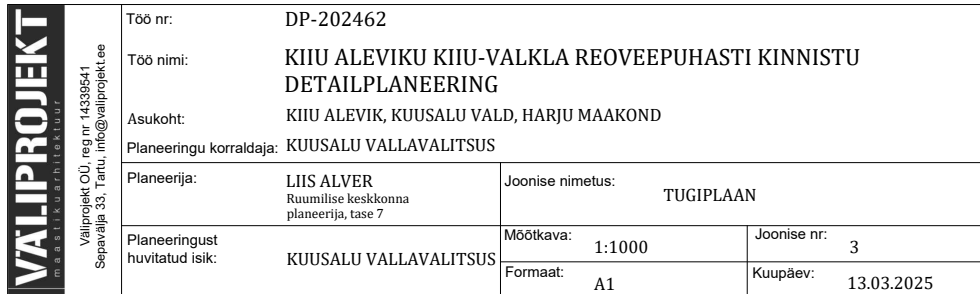 VALIPROJEKT
maastikuarhitektuur
Väliprojekt OÜ, reg nr 14339541
Sepavälja 33, Tartu, info@valiprojekt.ee
Töö nr: DP-202462
Töö nimi: KIIU ALEVIKU KIIU-VALKLA REOVEEPUHASTI KINNISTU
DETAILPLANEERING
Asukoht: KIIU ALEVIK, KUUSALU VALD, HARJU MAAKOND
Planeeringu korraldaja: KUUSALU VALLAVALITSUS
Planeerija: LIIS ALVER
Ruumilise keskkonna
planeerija, tase 7
Joonise nimetus:
TUGIPLAAN
Planeeringust
huvitatud isik: KUUSALU VALLAVALITSUS
Mõõtkava: 1:1000
Joonise nr: 3
Formaat: A1
Kuupäev: 13.03.2025